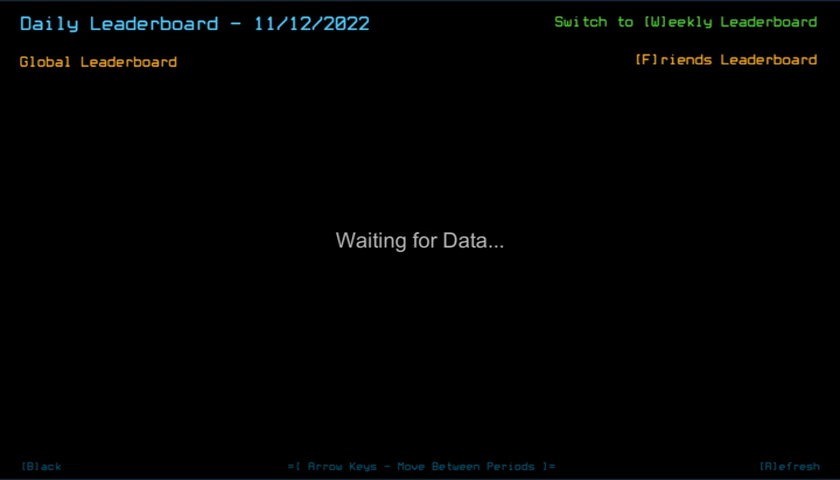 Daily Leaderboard - 11/12/2022
Switch to [W]eekly Leaderboard
Global Leaderboard
[F]riends Leaderboard
Waiting for Data...
[B]ack
=[ Arrow Keys - Move Between Periods ]=
[R]efresh